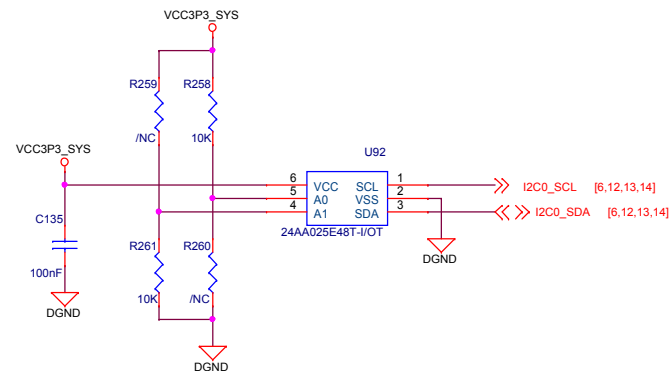 VCC3P3_SYS
R259 R258
/NC 10K
VCC3P3_SYS
U92
6 VCC SCL 1 I2C0_SCL [6,12,13,14]
5 A0 VSS 2
4 A1 SDA 3 I2C0_SDA [6,12,13,14]
24AA025E48T-I/OT
C135
R261 R260
DGND
100nF
10K /NC
DGND
DGND